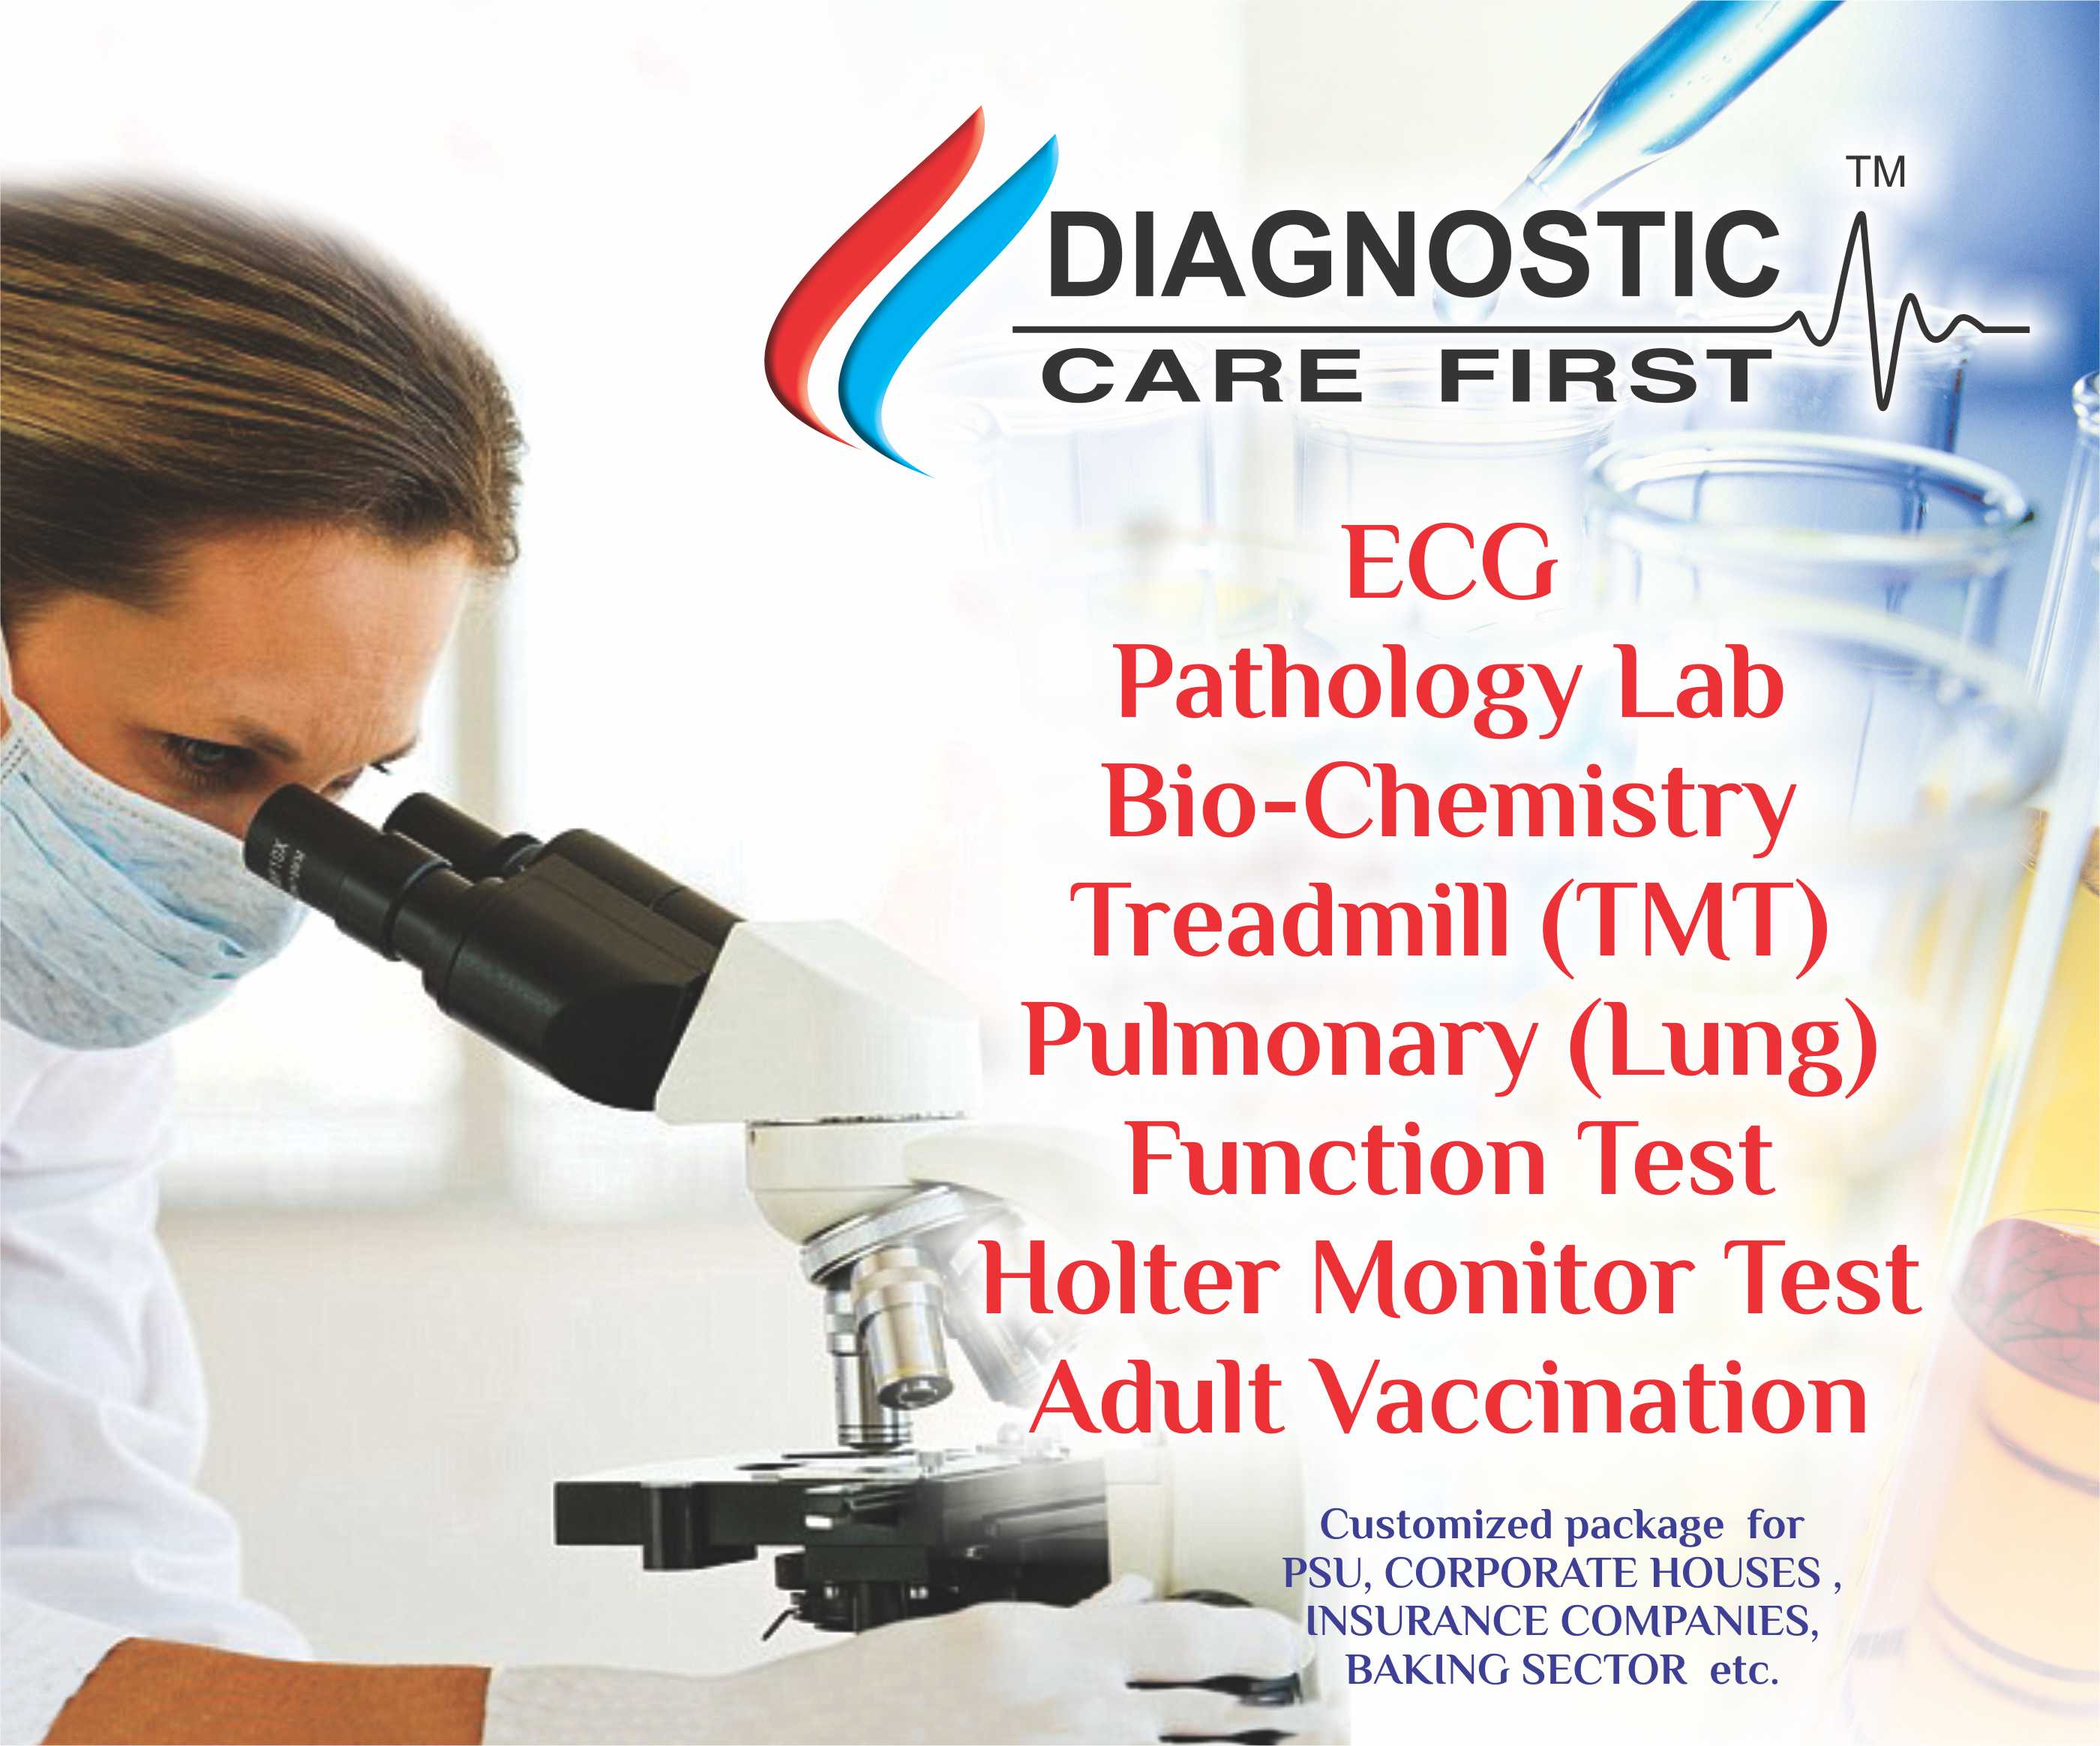 TM
DIAGNOSTIC
CARE FIRST
ECG
Pathology Lab
Bio-Chemistry
Treadmill (TMT)
Pulmonary (Lung)
Function Test
Holter Monitor Test
Adult Vaccination
Customized package for
PSU, CORPORATE HOUSES ,
INSURANCE COMPANIES,
BAKING SECTOR etc.